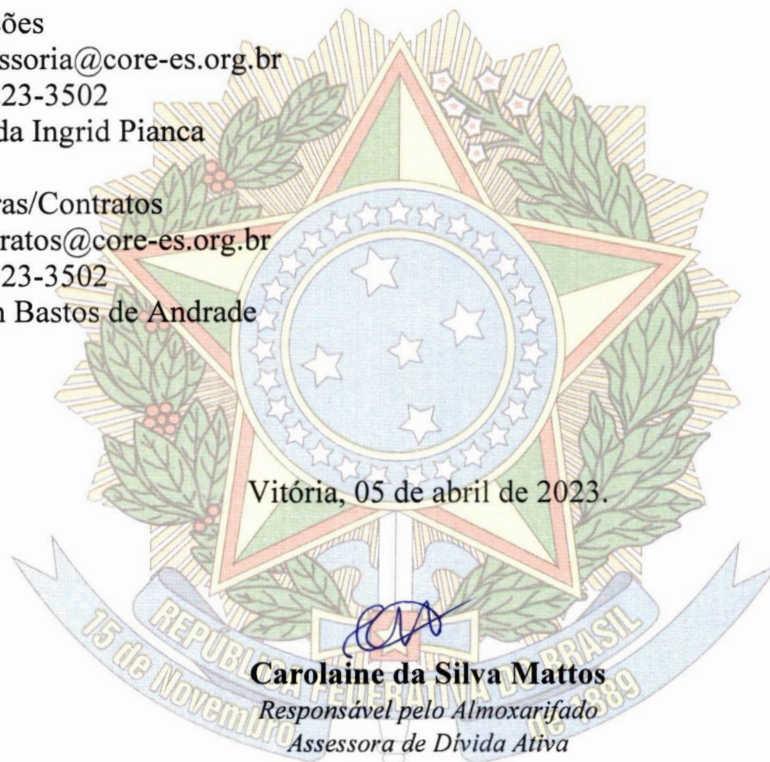 ões
ssoria@core-es.org.br
23-3502
da Ingrid Pianca
ras/Contratos
ratos@core-es.org.br
23-3502
n Bastos de Andrade
Vitória, 05 de abril de 2023.
Carolaine da Silva Mattos
Responsável pelo Almoxarifado
Assessora de Dívida Ativa
REPÚBLICA FEDERATIVA DO BRASIL
15 de Novembro de 1889